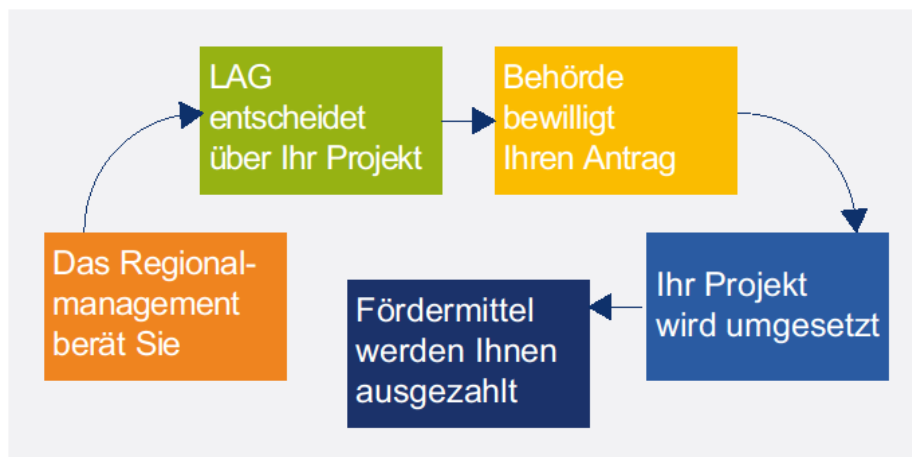 LAG
entscheidet
über Ihr Projekt
Behörde
bewilligt
Ihren Antrag
Das Regional-
management
berät Sie
Ihr Projekt
wird umgesetzt
Fördermittel
werden Ihnen
ausgezahlt